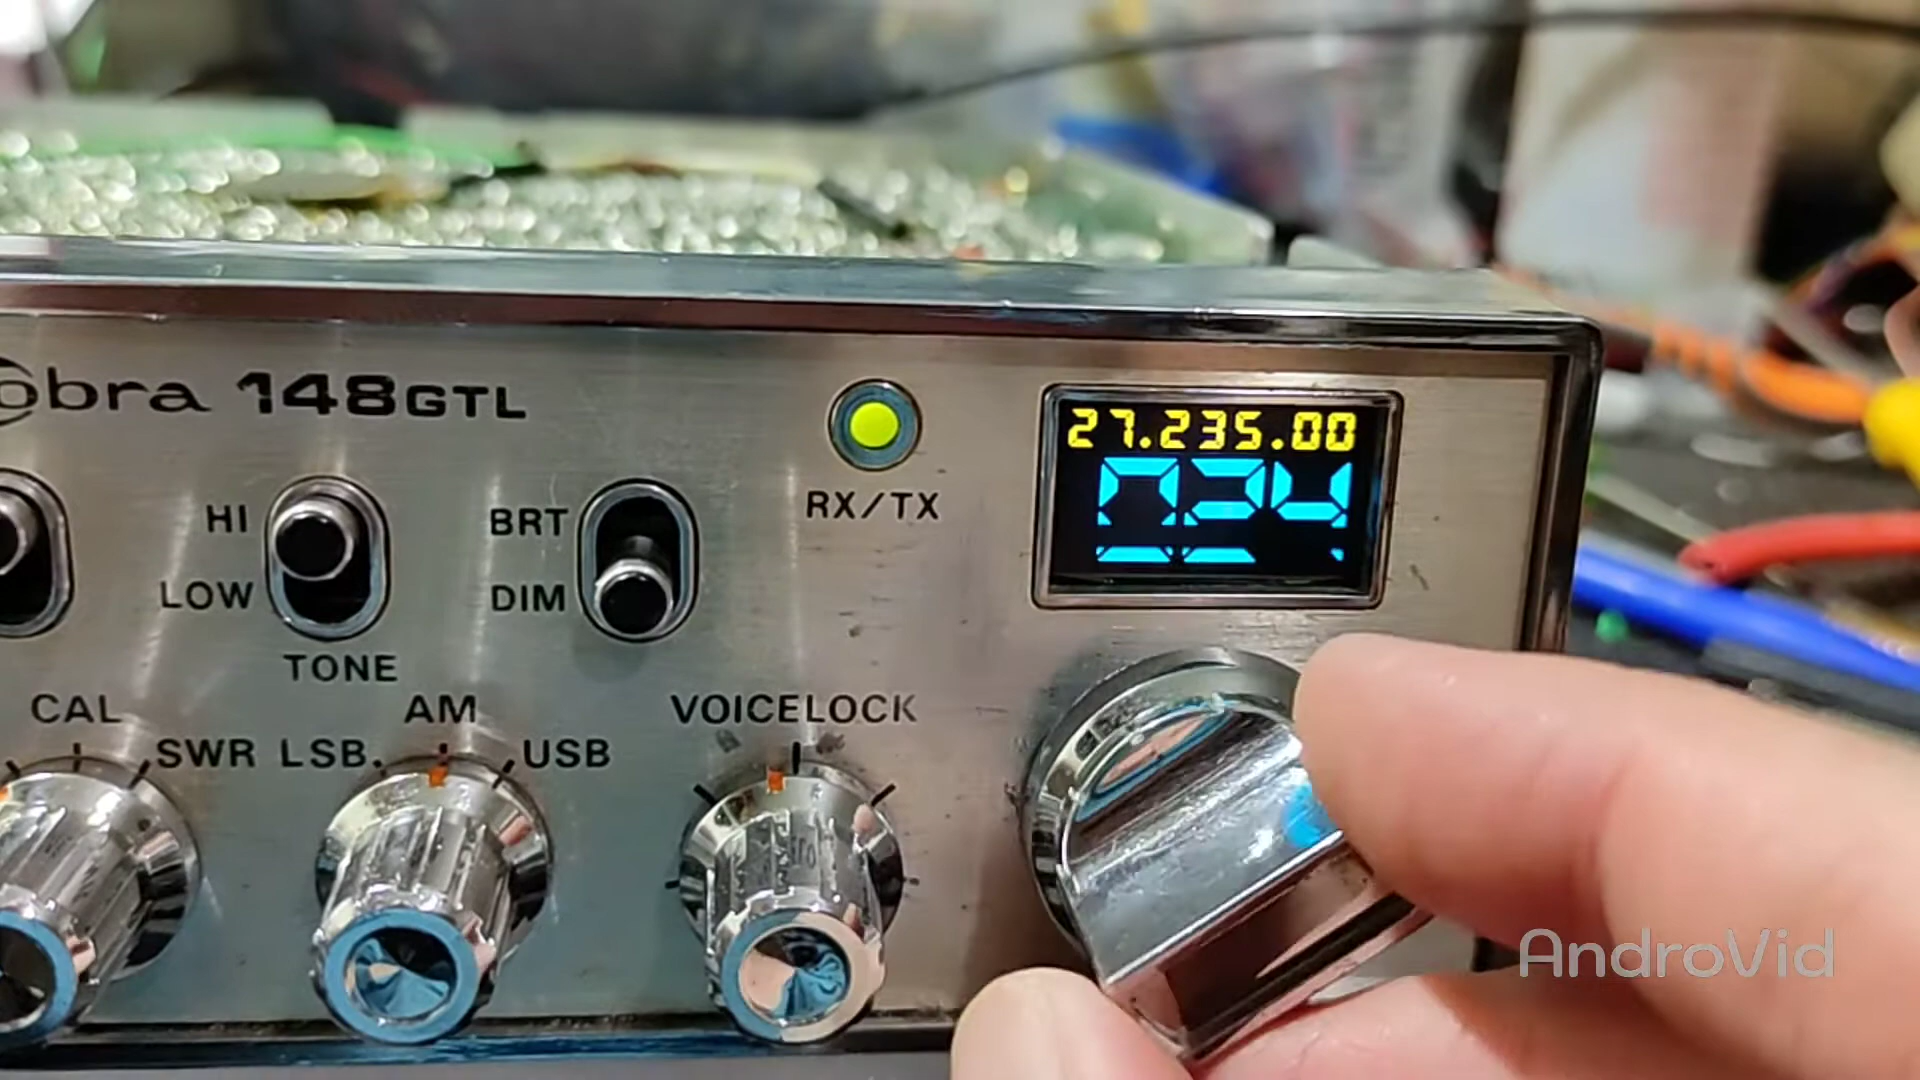 obra 148GTL
27.235.00
HI
BRT
RX/TX
LOW
DIM
TONE
CAL
AM
VOICELOCK
SWR
LSB.
USB
AndroVid